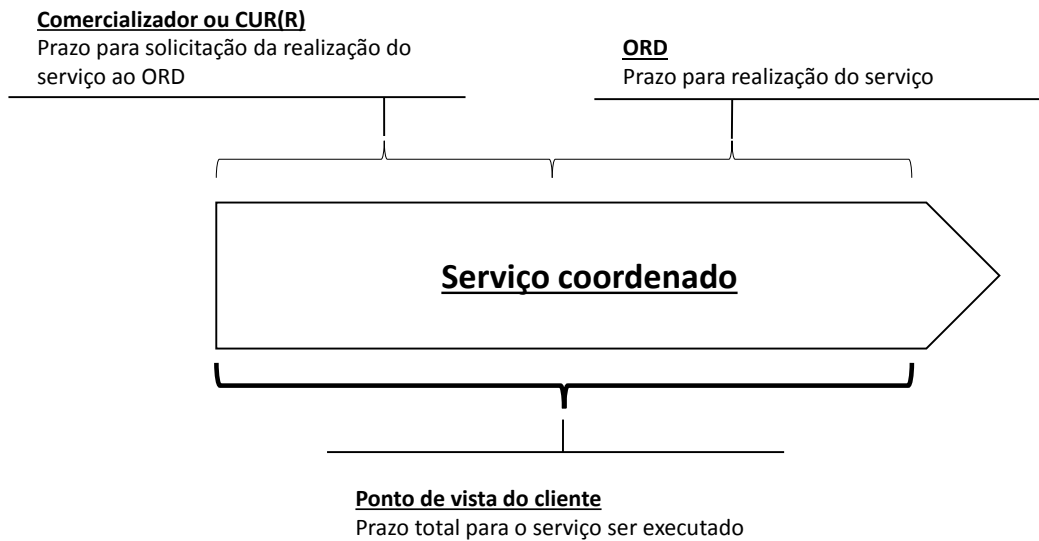 Comercializador ou CUR(R)
Prazo para solicitação da realização do
serviço ao ORD
ORD
Prazo para realização do serviço
Serviço coordenado
Ponto de vista do cliente
Prazo total para o serviço ser executado